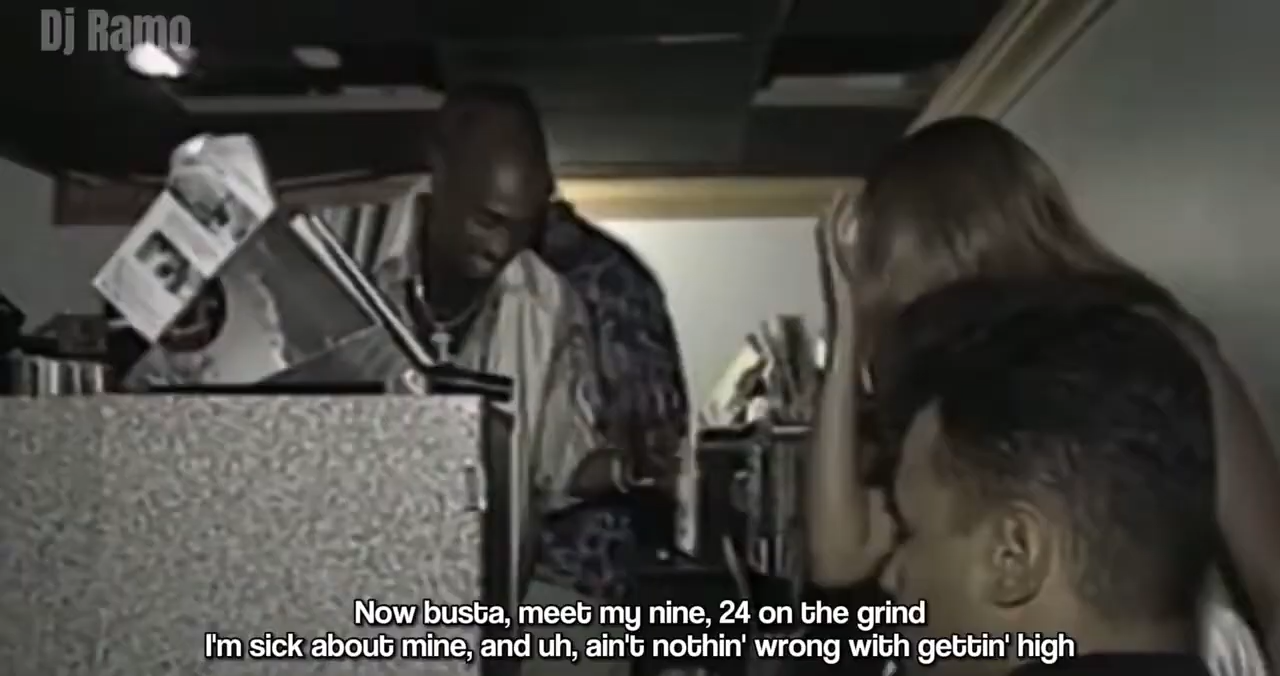 Dj Ramo
Now busta, meet my nine, 24 on the grind
I'm sick about mine, and uh, ain't nothin' wrong with gettin' high